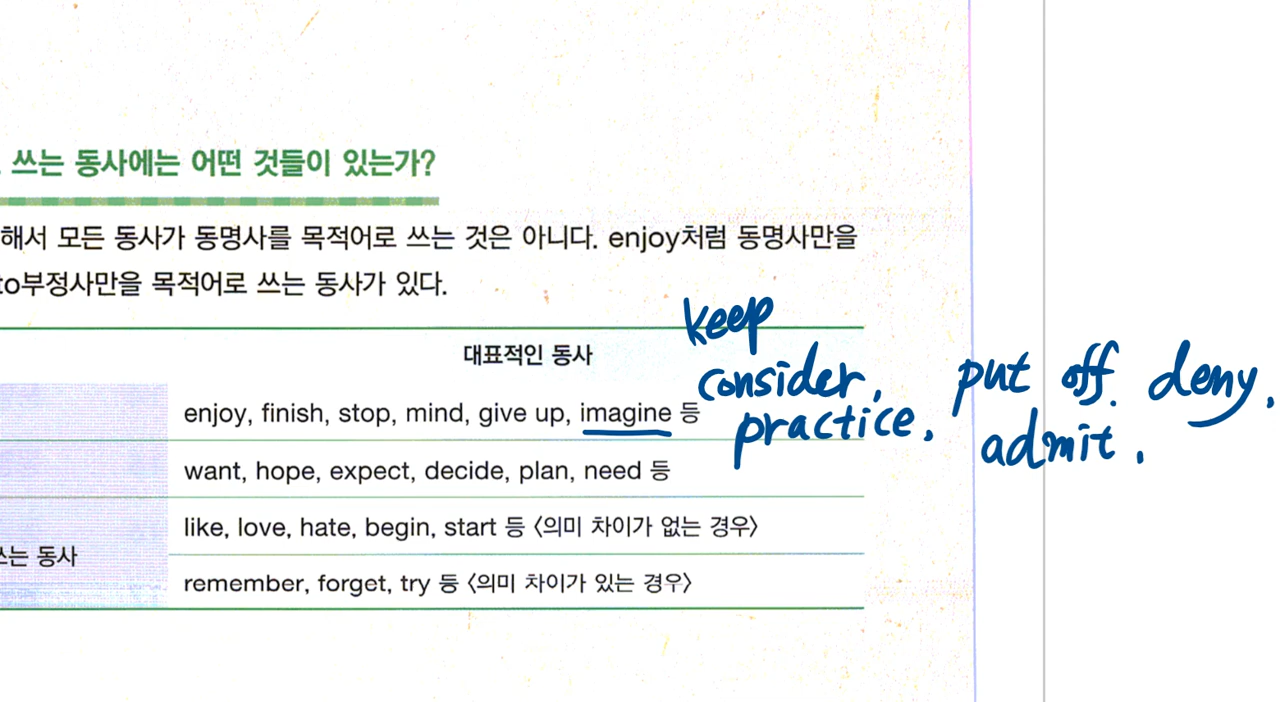 쓰는 동사에는 어떤 것들이 있는가?
해서 모든 동사가 동명사를 목적어로 쓰는 것은 아니다. enjoy처럼 동명사만을
to부정사만을 목적어로 쓰는 동사가 있다.
keep
대표적인 동사
consider, put off. deny,
enjoy, finish, stop, mind, give up, imagine 등
practice, admit.
want, hope, expect, decide, plan, need 등
like, love, hate, begin, start 등 〈의미 차이가 없는 경우〉
쓰는 동사
remember, forget, try 등 〈의미 차이가 있는 경우〉